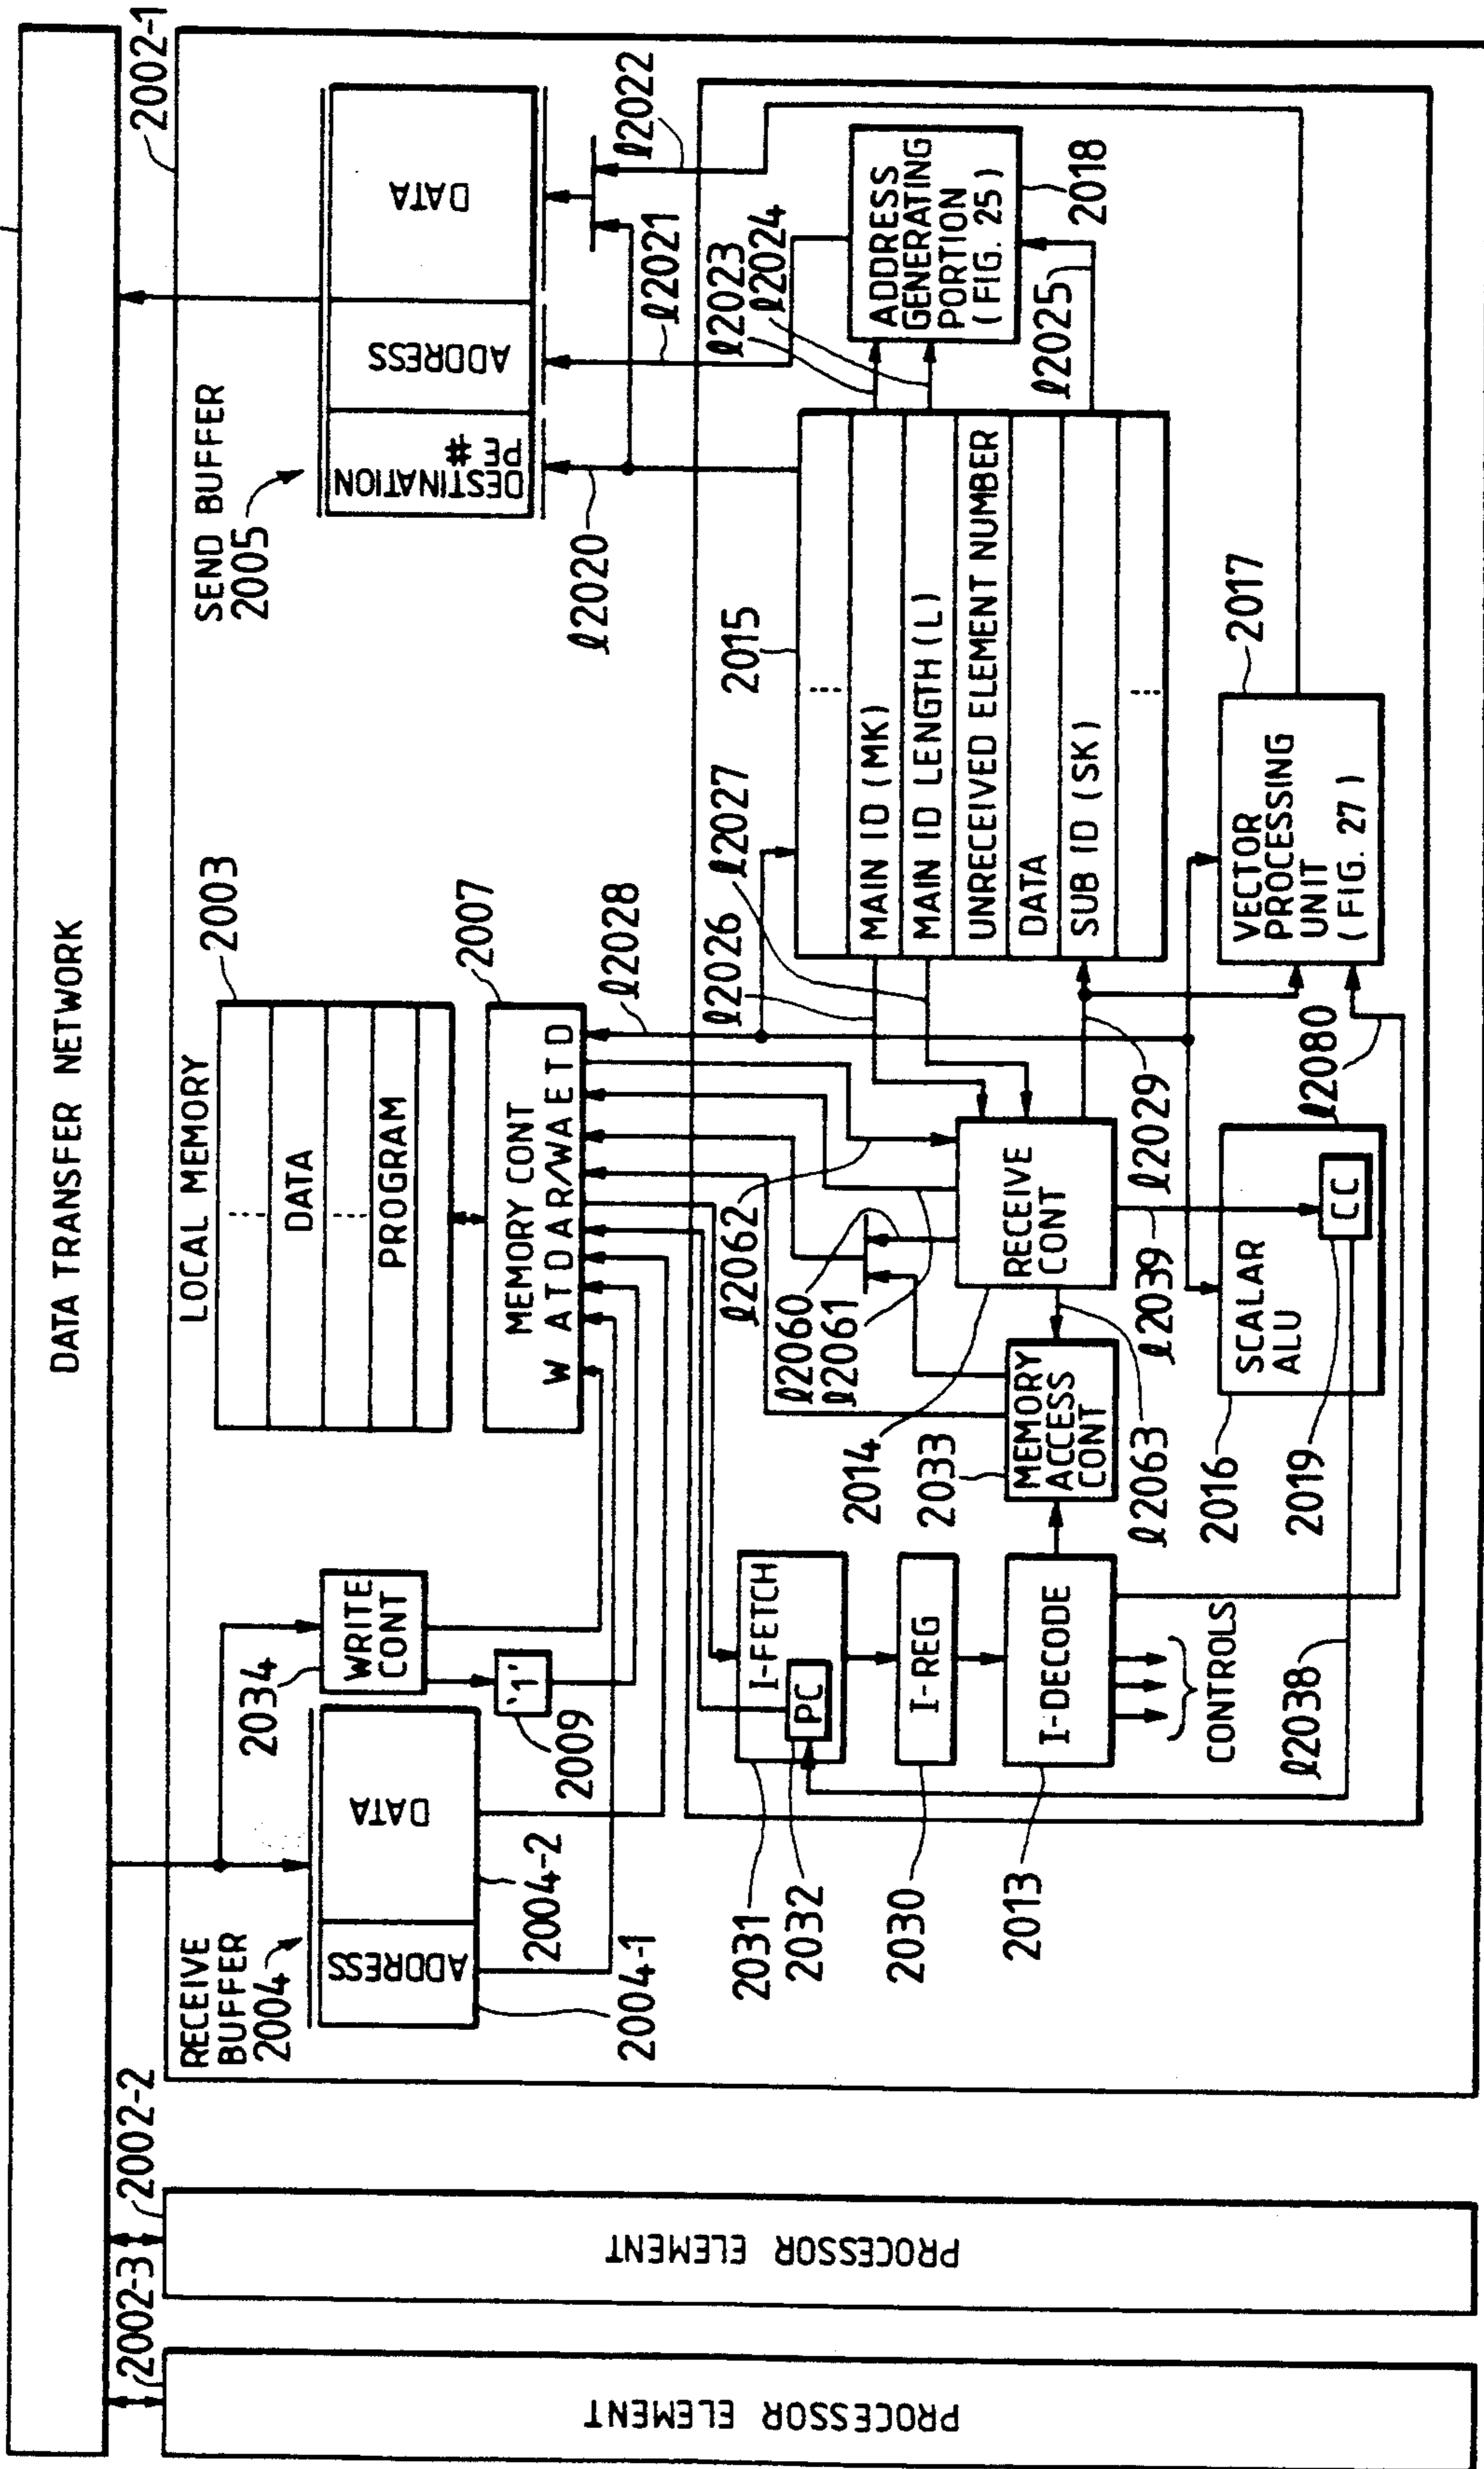 DATA TRANSFER NETWORK
2002-3
2002-2
2002-1
PROCESSOR ELEMENT
PROCESSOR ELEMENT
RECEIVE
BUFFER
2004
ADDRESS
DATA
2004-1
2004-2
2034
WRITE
CONT
'1'
2009
LOCAL MEMORY
2003
DATA
PROGRAM
2007
MEMORY CONT
W A T D A R/W A E T D
SEND BUFFER
2005
DESTINATION
PE #
ADDRESS
DATA
ℓ2020
ℓ2021
ℓ2022
ℓ2023
ℓ2024
ℓ2025
ℓ2026
ℓ2027
ℓ2028
2015
MAIN ID (MK)
MAIN ID LENGTH (L)
UNRECEIVED ELEMENT NUMBER
DATA
SUB ID (SK)
ADDRESS
GENERATING
PORTION
(FIG. 25)
2018
2031
2032
I-FETCH
PC
2030
I-REG
2013
I-DECODE
CONTROLS
2014
2033
MEMORY
ACCESS
CONT
ℓ2060
ℓ2061
ℓ2062
ℓ2063
RECEIVE
CONT
ℓ2029
ℓ2039
ℓ2038
2016
2019
SCALAR
ALU
CC
ℓ2080
VECTOR
PROCESSING
UNIT
(FIG. 27)
2017